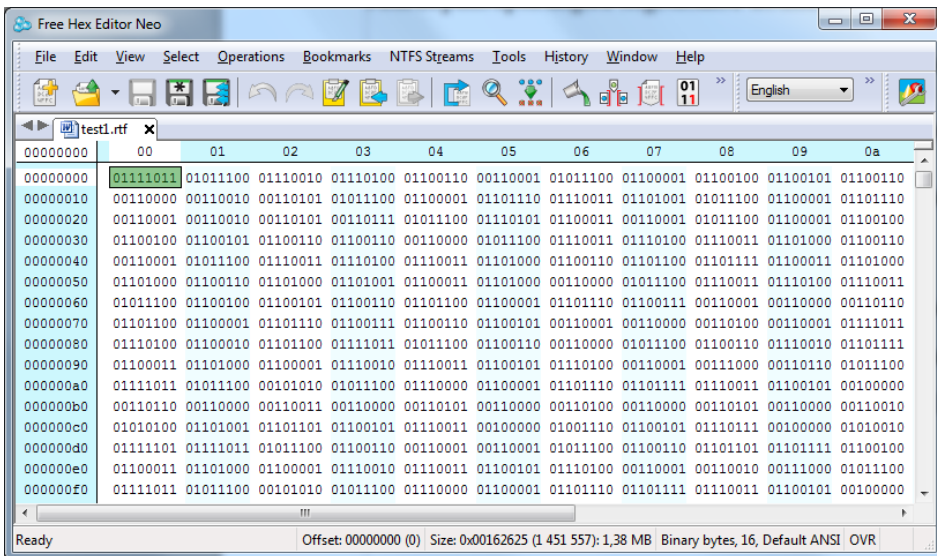 Free Hex Editor Neo
File Edit View Select Operations Bookmarks NTFS Streams Tools History Window Help
01 11 » English »
test1.rtf x
00000000 00 01 02 03 04 05 06 07 08 09 0a
00000000 01111011 01011100 01110010 01110100 01100110 00110001 01011100 01100001 01100100 01100101 01100110
00000010 00110000 00110010 00110101 01011100 01100001 01101110 01110011 01101001 01011100 01100001 01101110
00000020 00110001 00110010 00110101 00110111 01011100 01110101 01100011 00110001 01011100 01100001 01100100
00000030 01100100 01100101 01100110 01100110 00110000 01011100 01110011 01110100 01110011 01101000 01100110
00000040 00110001 01011100 01110011 01110100 01110011 01101000 01100110 01101100 01101111 01100011 01101000
00000050 01101000 01100110 01101000 01101001 01100011 01101000 00110000 01011100 01110011 01110100 01110011
00000060 01011100 01100100 01100101 01100110 01101100 01100001 01101110 01100111 00110001 00110000 00110110
00000070 01101100 01100001 01101110 01100111 01100110 01100101 00110001 00110000 00110100 00110001 01111011
00000080 01110100 01100010 01101100 01111011 01011100 01100110 00110000 01011100 01100110 01110010 01101111
00000090 01100011 01101000 01100001 01110010 01110011 01100101 01110100 00110001 00111000 00110110 01011100
000000a0 01111011 01011100 00101010 01011100 01110000 01100001 01101110 01101111 01110011 01100101 00100000
000000b0 00110110 00110000 00110011 00110000 00110101 00110000 00110100 00110000 00110101 00110000 00110010
000000c0 01010100 01101001 01101101 01100101 01110011 00100000 01001110 01100101 01110111 00100000 01010010
000000d0 01111101 01111011 01011100 01100110 00110001 00110001 01011100 01100110 01101101 01101111 01100100
000000e0 01100011 01101000 01100001 01110010 01110011 01100101 01110100 00110001 00110010 00111000 01011100
000000f0 01111011 01011100 00101010 01011100 01110000 01100001 01101110 01101111 01110011 01100101 00100000
Ready Offset: 00000000 (0) Size: 0x00162625 (1 451 557): 1,38 MB Binary bytes, 16, Default ANSI OVR